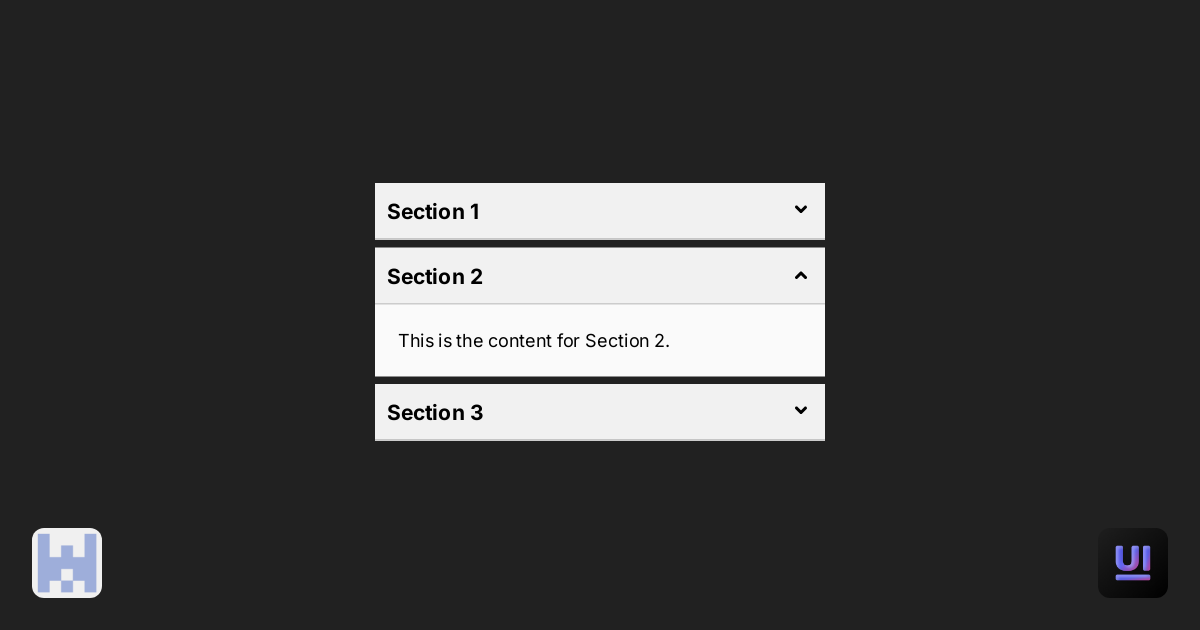 Section 1
Section 2
This is the content for Section 2.
Section 3
UI